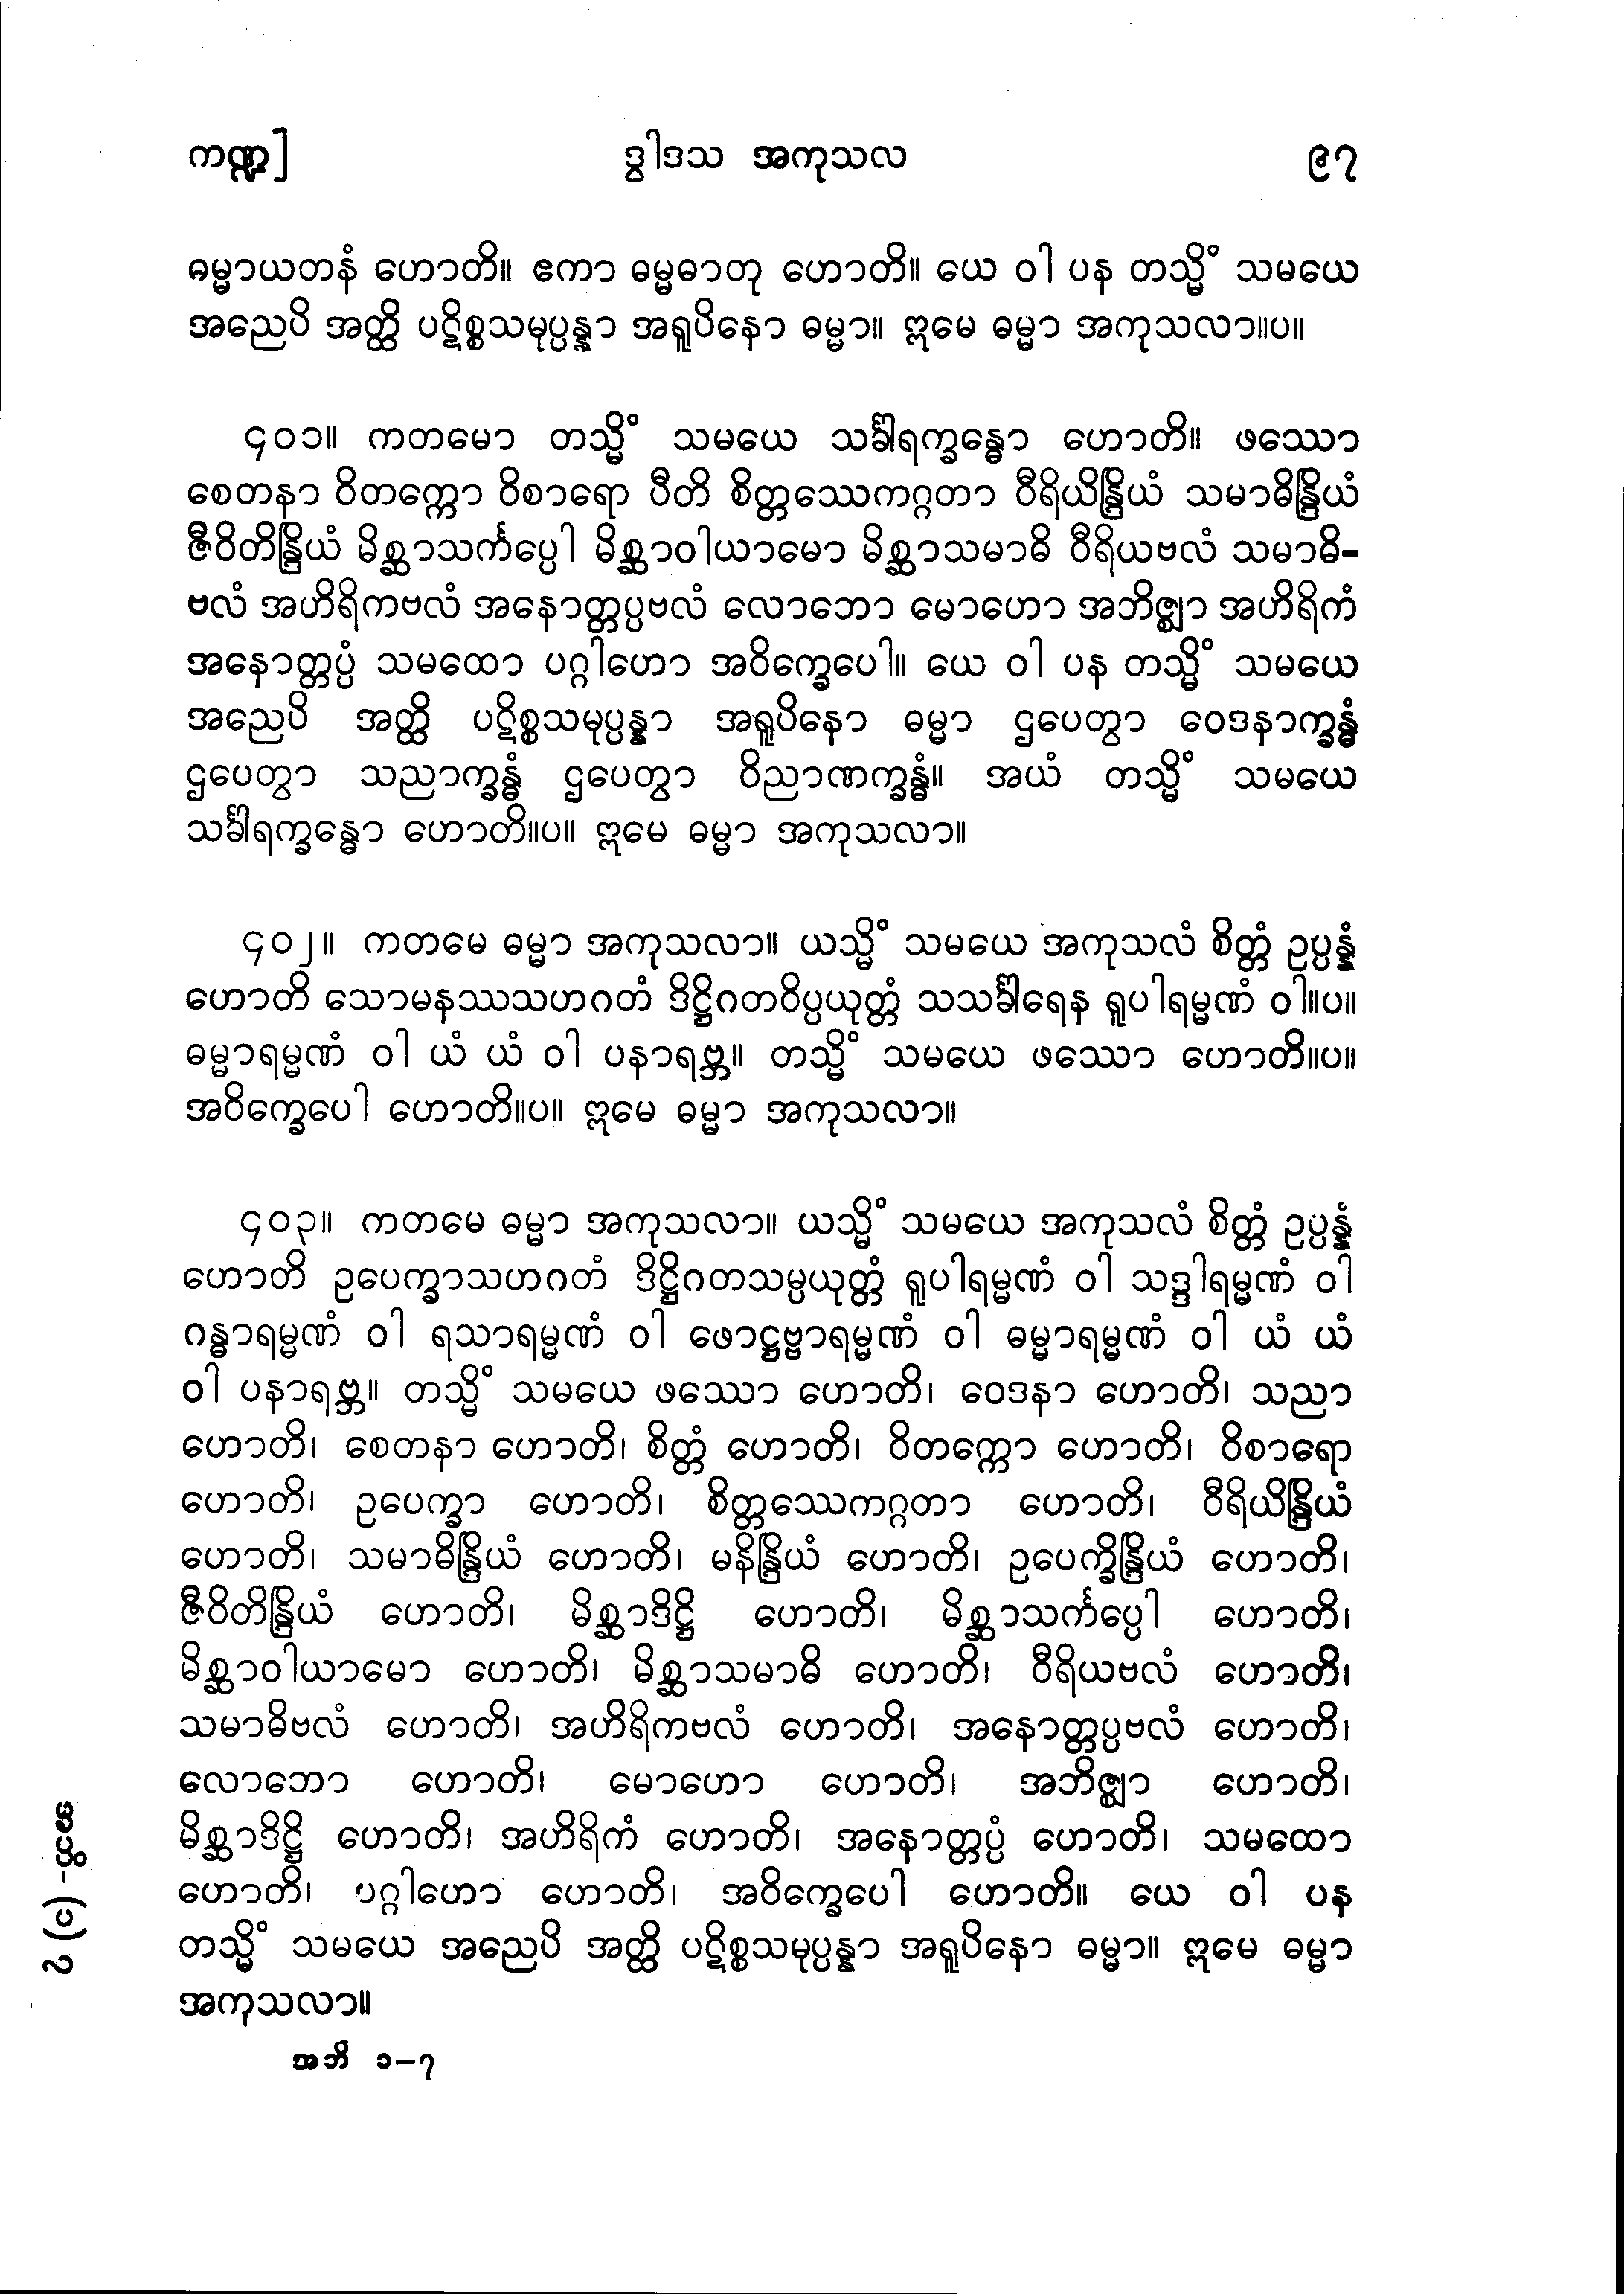 ကဏ္ဍ] ဒွါဒသ အကုသလ ၉၇
ဓမ္မာယတနံ ဟောတိ။ ဧကာ ဓမ္မဓာတု ဟောတိ။ ယေ ဝါ ပန တသ္မိံ သမယေ
အညေပိ အတ္ထိ ပဋိစ္စသမုပ္ပန္နာ အရူပိနော ဓမ္မာ။ ဣမေ ဓမ္မာ အကုသလာ။ပ။
၄၀၁။ ကတမော တသ္မိံ သမယေ သင်္ခါရက္ခန္ဓော ဟောတိ။ ဖဿော
စေတနာ ဝိတက္ကော ဝိစာရော ပီတိ စိတ္တဿေကဂ္ဂတာ ဝီရိယိန္ဒြိယံ သမာဓိန္ဒြိယံ
ဇီဝိတိန္ဒြိယံ မိစ္ဆာသင်္ကပ္ပေါ မိစ္ဆာဝါယာမော မိစ္ဆာသမာဓိ ဝီရိယဗလံ သမာဓိ-
ဗလံ အဟိရိကဗလံ အနောတ္တပ္ပဗလံ လောဘော မောဟော အဘိဇ္ဈာ အဟိရိကံ
အနောတ္တပ္ပံ သမထော ပဂ္ဂါဟော အဝိက္ခေပေါ။ ယေ ဝါ ပန တသ္မိံ သမယေ
အညေပိ အတ္ထိ ပဋိစ္စသမုပ္ပန္နာ အရူပိနော ဓမ္မာ ဌပေတွာ ဝေဒနာက္ခန္ဓံ
ဌပေတွာ သညာက္ခန္ဓံ ဌပေတွာ ဝိညာဏက္ခန္ဓံ။ အယံ တသ္မိံ သမယေ
သင်္ခါရက္ခန္ဓော ဟောတိ။ပ။ ဣမေ ဓမ္မာ အကုသလာ။
၄၀၂။ ကတမေ ဓမ္မာ အကုသလာ။ ယသ္မိံ သမယေ အကုသလံ စိတ္တံ ဥပ္ပန္နံ
ဟောတိ သောမနဿသဟဂတံ ဒိဋ္ဌိဂတဝိပ္ပယုတ္တံ သသင်္ခါရေန ရူပါရမ္မဏံ ဝါ။ပ။
ဓမ္မာရမ္မဏံ ဝါ ယံ ယံ ဝါ ပနာရဗ္ဘ။ တသ္မိံ သမယေ ဖဿော ဟောတိ။ပ။
အဝိက္ခေပေါ ဟောတိ။ပ။ ဣမေ ဓမ္မာ အကုသလာ။
၄၀၃။ ကတမေ ဓမ္မာ အကုသလာ။ ယသ္မိံ သမယေ အကုသလံ စိတ္တံ ဥပ္ပန္နံ
ဟောတိ ဥပေက္ခာသဟဂတံ ဒိဋ္ဌိဂတသမ္ပယုတ္တံ ရူပါရမ္မဏံ ဝါ သဒ္ဒါရမ္မဏံ ဝါ
ဂန္ဓာရမ္မဏံ ဝါ ရသာရမ္မဏံ ဝါ ဖောဋ္ဌဗ္ဗာရမ္မဏံ ဝါ ဓမ္မာရမ္မဏံ ဝါ ယံ ယံ
ဝါ ပနာရဗ္ဘ။ တသ္မိံ သမယေ ဖဿော ဟောတိ၊ ဝေဒနာ ဟောတိ၊ သညာ
ဟောတိ၊ စေတနာ ဟောတိ၊ စိတ္တံ ဟောတိ၊ ဝိတက္ကော ဟောတိ၊ ဝိစာရော
ဟောတိ၊ ဥပေက္ခာ ဟောတိ၊ စိတ္တဿေကဂ္ဂတာ ဟောတိ၊ ဝီရိယိန္ဒြိယံ
ဟောတိ၊ သမာဓိန္ဒြိယံ ဟောတိ၊ မနိန္ဒြိယံ ဟောတိ၊ ဥပေက္ခိန္ဒြိယံ ဟောတိ၊
ဇီဝိတိန္ဒြိယံ ဟောတိ၊ မိစ္ဆာဒိဋ္ဌိ ဟောတိ၊ မိစ္ဆာသင်္ကပ္ပေါ ဟောတိ၊
မိစ္ဆာဝါယာမော ဟောတိ၊ မိစ္ဆာသမာဓိ ဟောတိ၊ ဝီရိယဗလံ ဟောတိ၊
သမာဓိဗလံ ဟောတိ၊ အဟိရိကဗလံ ဟောတိ၊ အနောတ္တပ္ပဗလံ ဟောတိ၊
လောဘော ဟောတိ၊ မောဟော ဟောတိ၊ အဘိဇ္ဈာ ဟောတိ၊
မိစ္ဆာဒိဋ္ဌိ ဟောတိ၊ အဟိရိကံ ဟောတိ၊ အနောတ္တပ္ပံ ဟောတိ၊ သမထော
ဟောတိ၊ ပဂ္ဂါဟော ဟောတိ၊ အဝိက္ခေပေါ ဟောတိ။ ယေ ဝါ ပန
တသ္မိံ သမယေ အညေပိ အတ္ထိ ပဋိစ္စသမုပ္ပန္နာ အရူပိနော ဓမ္မာ။ ဣမေ ဓမ္မာ
အကုသလာ။
အဘိ ၁–၇